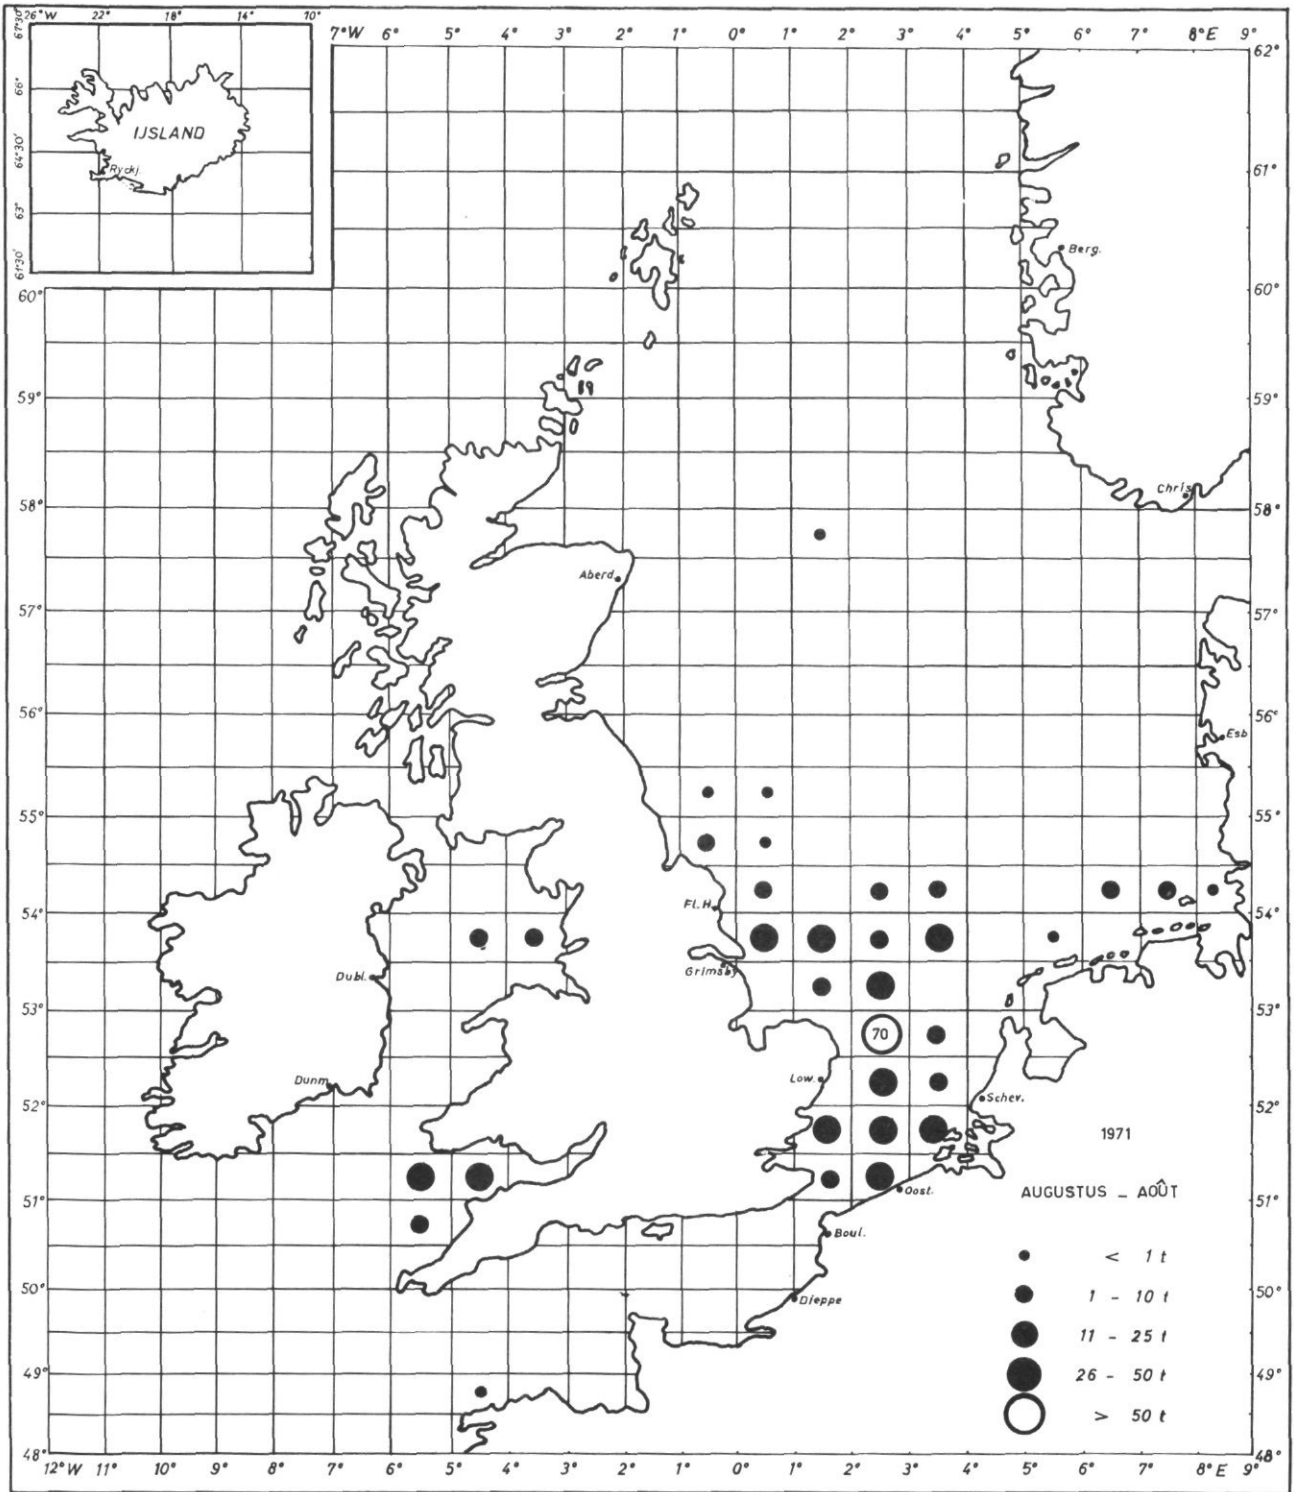 26°W 22° 18° 14° 10°
67°30'
66°
64°30'
63°
61°30'
IJSLAND
Ryckj.
7°W 6° 5° 4° 3° 2° 1° 0° 1° 2° 3° 4° 5° 6° 7° 8°E 9°
62°
61° 61°
Berg.
60° 60°
59° 59°
Chris
58° 58°
Aberd.
57° 57°
56° 56°
Esb
55° 55°
54° Fl.H. 54°
Dubl. Grimsby
53° 53°
70
Dunm. Low.
52° Schev. 52°
1971
51° Oost. AUGUSTUS _ AOÛT 51°
Boul.
< 1 t
50° Dieppe 1 - 10 t 50°
11 - 25 t
49° 26 - 50 t 49°
> 50 t
48° 48°
12°W 11° 10° 9° 8° 7° 6° 5° 4° 3° 2° 1° 0° 1° 2° 3° 4° 5° 6° 7° 8°E 9°